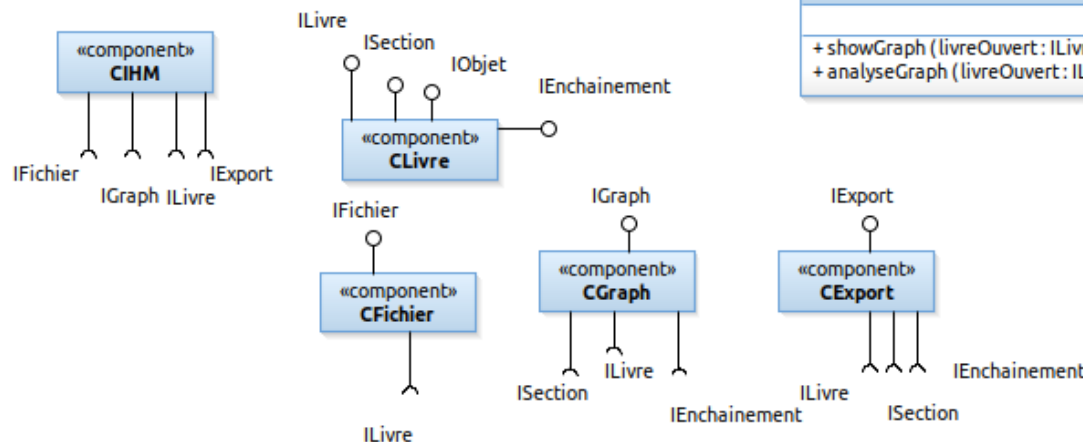 + showGraph ( livreOuvert : ILivr
+ analyseGraph ( livreOuvert : IL
«component»
CIHM
IFichier
IGraph
ILivre
IExport
ILivre
ISection
IObjet
IEnchainement
«component»
CLivre
IFichier
«component»
CFichier
ILivre
IGraph
«component»
CGraph
ISection
ILivre
IEnchainement
IExport
«component»
CExport
ILivre
ISection
IEnchainement